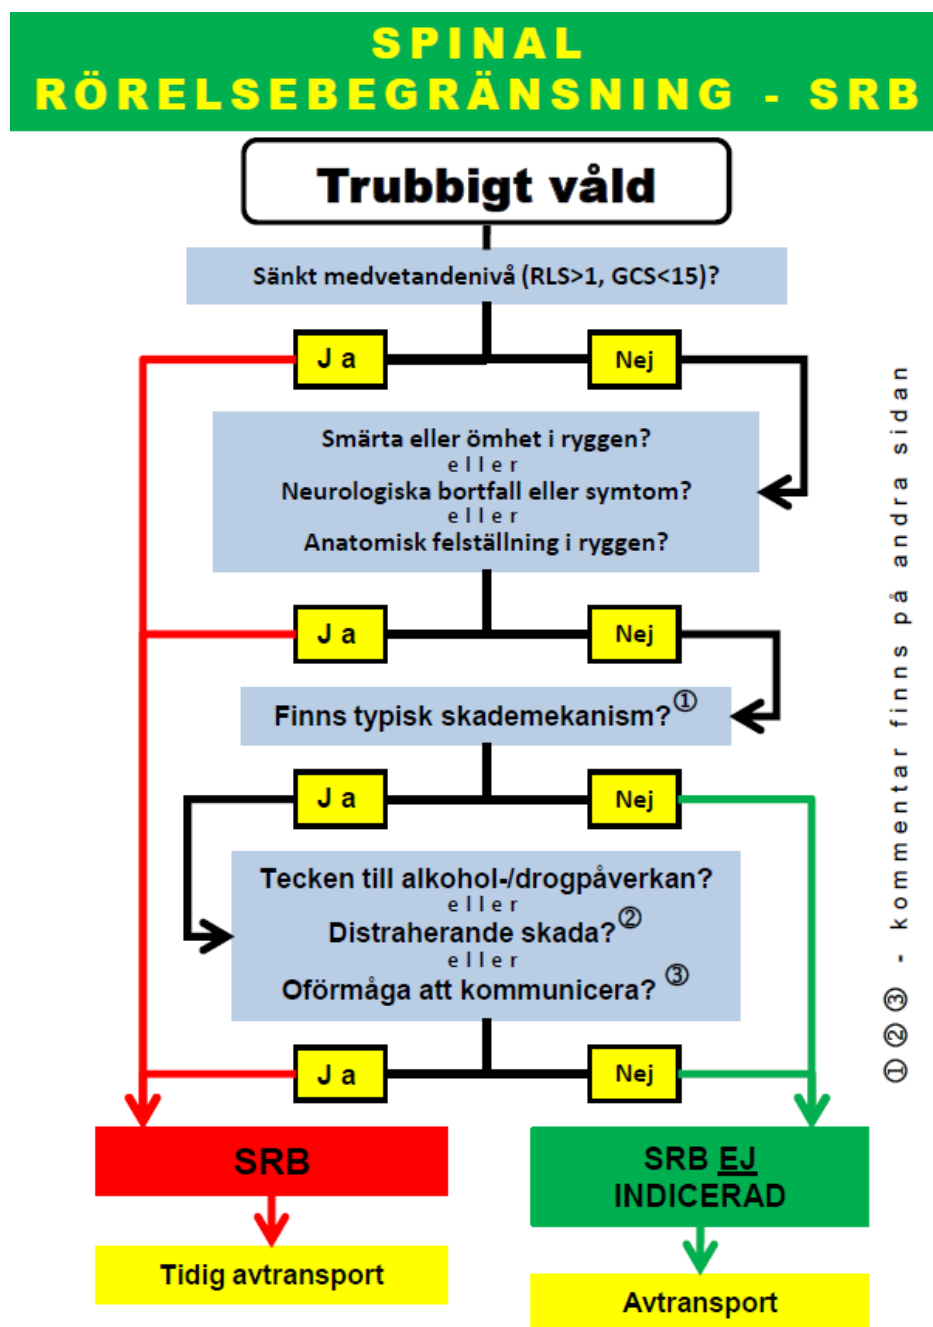 SPINAL
RÖRELSEBEGRÄNSNING - SRB
Trubbigt våld
Sänkt medvetandenivå (RLS>1, GCS<15)?
Ja
Nej
Smärta eller ömhet i ryggen?
eller
Neurologiska bortfall eller symtom?
eller
Anatomisk felställning i ryggen?
Ja
Nej
Finns typisk skademekanism? ①
Ja
Nej
Tecken till alkohol-/drogpåverkan?
eller
Distraherande skada? ②
eller
Oförmåga att kommunicera? ③
Ja
Nej
SRB
SRB EJ
INDICERAD
Tidig avtransport
Avtransport
①②③ - kommentar finns på andra sidan